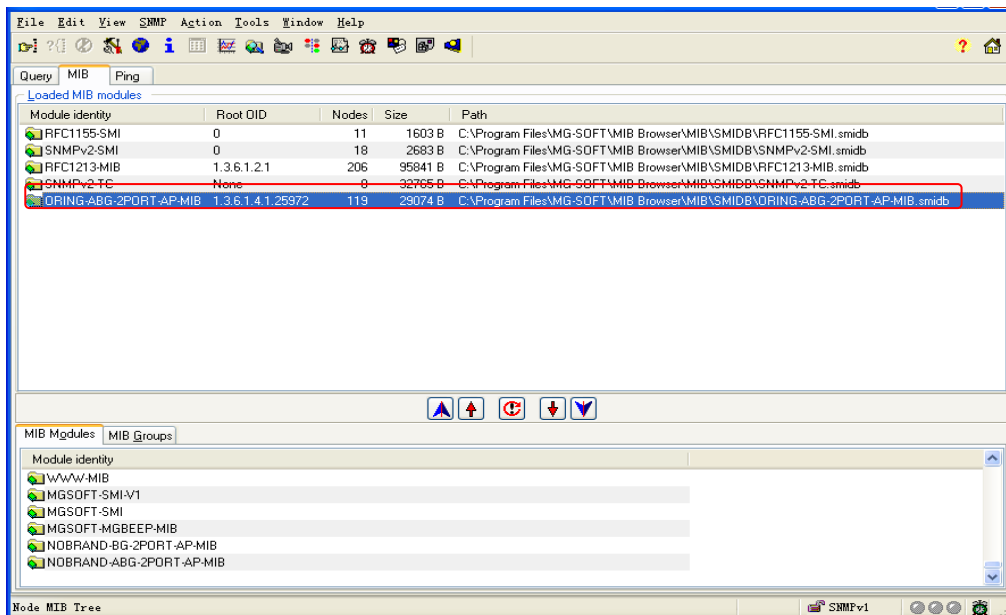 File Edit View SNMP Action Tools Window Help
Query MIB Ping
Loaded MIB modules
Module identity Root OID Nodes Size Path
RFC1155-SMI 0 11 1603 B C:\Program Files\MG-SOFT\MIB Browser\MIB\SMIDB\RFC1155-SMI.smidb
SNMPv2-SMI 0 18 2683 B C:\Program Files\MG-SOFT\MIB Browser\MIB\SMIDB\SNMPv2-SMI.smidb
RFC1213-MIB 1.3.6.1.2.1 206 95841 B C:\Program Files\MG-SOFT\MIB Browser\MIB\SMIDB\RFC1213-MIB.smidb
SNMPv2-TC None 0 32765 B C:\Program Files\MG-SOFT\MIB Browser\MIB\SMIDB\SNMPv2-TC.smidb
ORING-ABG-2PORT-AP-MIB 1.3.6.1.4.1.25972 119 29074 B C:\Program Files\MG-SOFT\MIB Browser\MIB\SMIDB\ORING-ABG-2PORT-AP-MIB.smidb
MIB Modules MIB Groups
Module identity
WWW-MIB
MGSOFT-SMI-V1
MGSOFT-SMI
MGSOFT-MGBEEP-MIB
NOBRAND-BG-2PORT-AP-MIB
NOBRAND-ABG-2PORT-AP-MIB
Node MIB Tree SNMPv1